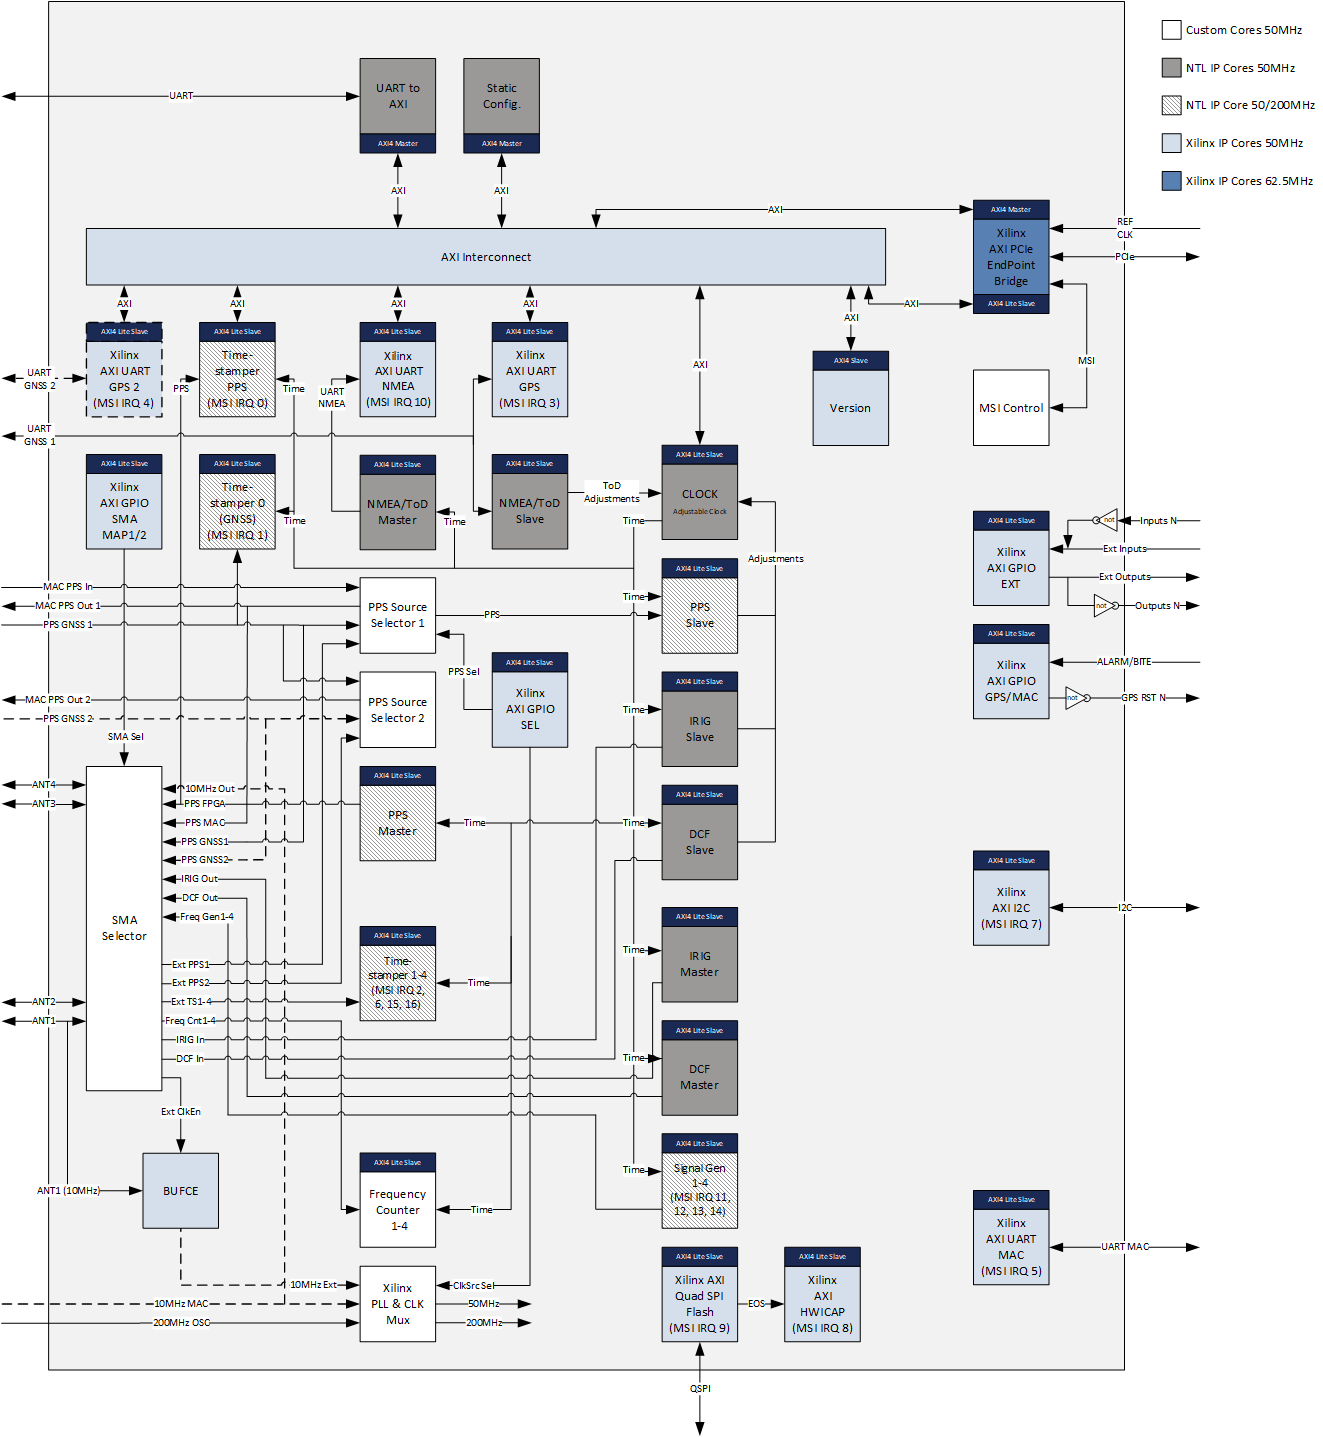 Custom Cores 50MHz
NTL IP Cores 50MHz
NTL IP Core 50/200MHz
Xilinx IP Cores 50MHz
Xilinx IP Cores 62.5MHz
UART
UART to
AXI
AXI4 Master
Static
Config.
AXI4 Master
AXI
AXI
AXI
AXI Interconnect
AXI4 Master
Xilinx
AXI PCIe
EndPoint
Bridge
AXI4 Lite Slave
REF
CLK
PCIe
MSI
AXI
AXI
AXI
AXI
AXI
AXI
AXI
UART
GNSS 2
AXI4 Lite Slave
Xilinx
AXI UART
GPS 2
(MSI IRQ 4)
PPS
AXI4 Lite Slave
Time-
stamper
PPS
(MSI IRQ 0)
Time
UART
NMEA
AXI4 Lite Slave
Xilinx
AXI UART
NMEA
(MSI IRQ 10)
AXI4 Lite Slave
Xilinx
AXI UART
GPS
(MSI IRQ 3)
AXI4 Slave
Version
MSI Control
UART
GNSS 1
AXI4 Lite Slave
Xilinx
AXI GPIO
SMA
MAP1/2
AXI4 Lite Slave
Time-
stamper 0
(GNSS)
(MSI IRQ 1)
Time
AXI4 Lite Slave
NMEA/ToD
Master
Time
AXI4 Lite Slave
NMEA/ToD
Slave
ToD
Adjustments
AXI4 Lite Slave
CLOCK
Adjustable Clock
Time
Adjustments
AXI4 Lite Slave
Xilinx
AXI GPIO
EXT
not
Inputs N
Ext Inputs
Ext Outputs
not
Outputs N
MAC PPS In
MAC PPS Out 1
PPS GNSS 1
PPS Source
Selector 1
PPS
Time
AXI4 Lite Slave
PPS
Slave
PPS Sel
AXI4 Lite Slave
Xilinx
AXI GPIO
SEL
AXI4 Lite Slave
Xilinx
AXI GPIO
GPS/MAC
ALARM/BITE
not
GPS RST N
MAC PPS Out 2
PPS GNSS 2
PPS Source
Selector 2
Time
AXI4 Lite Slave
IRIG
Slave
SMA Sel
ANT4
ANT3
ANT2
ANT1
SMA
Selector
10MHz Out
PPS FPGA
PPS MAC
PPS GNSS1
PPS GNSS2
IRIG Out
DCF Out
Freq Gen1-4
Ext PPS1
Ext PPS2
Ext TS1-4
Freq Cnt1-4
IRIG In
DCF In
AXI4 Lite Slave
PPS
Master
Time
Time
AXI4 Lite Slave
DCF
Slave
AXI4 Lite Slave
Xilinx
AXI I2C
(MSI IRQ 7)
I2C
AXI4 Lite Slave
Time-
stamper 1-4
(MSI IRQ 2,
6, 15, 16)
Time
Time
AXI4 Lite Slave
IRIG
Master
Time
AXI4 Lite Slave
DCF
Master
Ext ClkEn
ANT1 (10MHz)
BUFCE
AXI4 Lite Slave
Frequency
Counter
1-4
Time
Time
AXI4 Lite Slave
Signal Gen
1-4
(MSI IRQ 11,
12, 13, 14)
AXI4 Lite Slave
Xilinx
AXI UART
MAC
(MSI IRQ 5)
UART MAC
10MHz Ext
10MHz MAC
200MHz OSC
Xilinx
PLL & CLK
Mux
ClkSrc Sel
50MHz
200MHz
AXI4 Lite Slave
Xilinx AXI
Quad SPI
Flash
(MSI IRQ 9)
EOS
AXI4 Lite Slave
Xilinx
AXI
HWICAP
(MSI IRQ 8)
QSPI